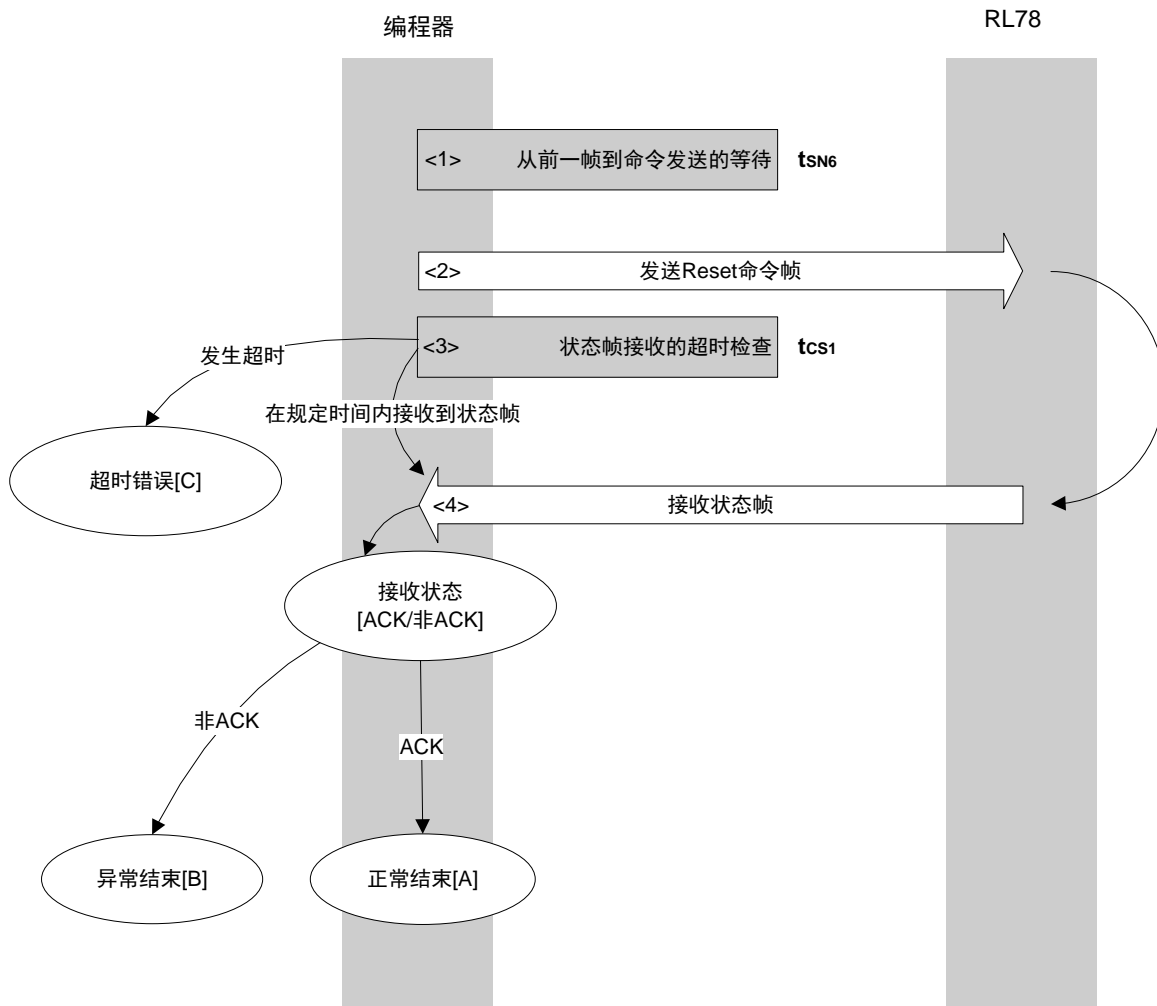 编程器
RL78
<1> 从前一帧到命令发送的等待 tSN6
<2> 发送Reset命令帧
<3> 状态帧接收的超时检查 tCS1
发生超时
在规定时间内接收到状态帧
超时错误[C]
<4> 接收状态帧
接收状态
[ACK/非ACK]
非ACK
ACK
异常结束[B]
正常结束[A]